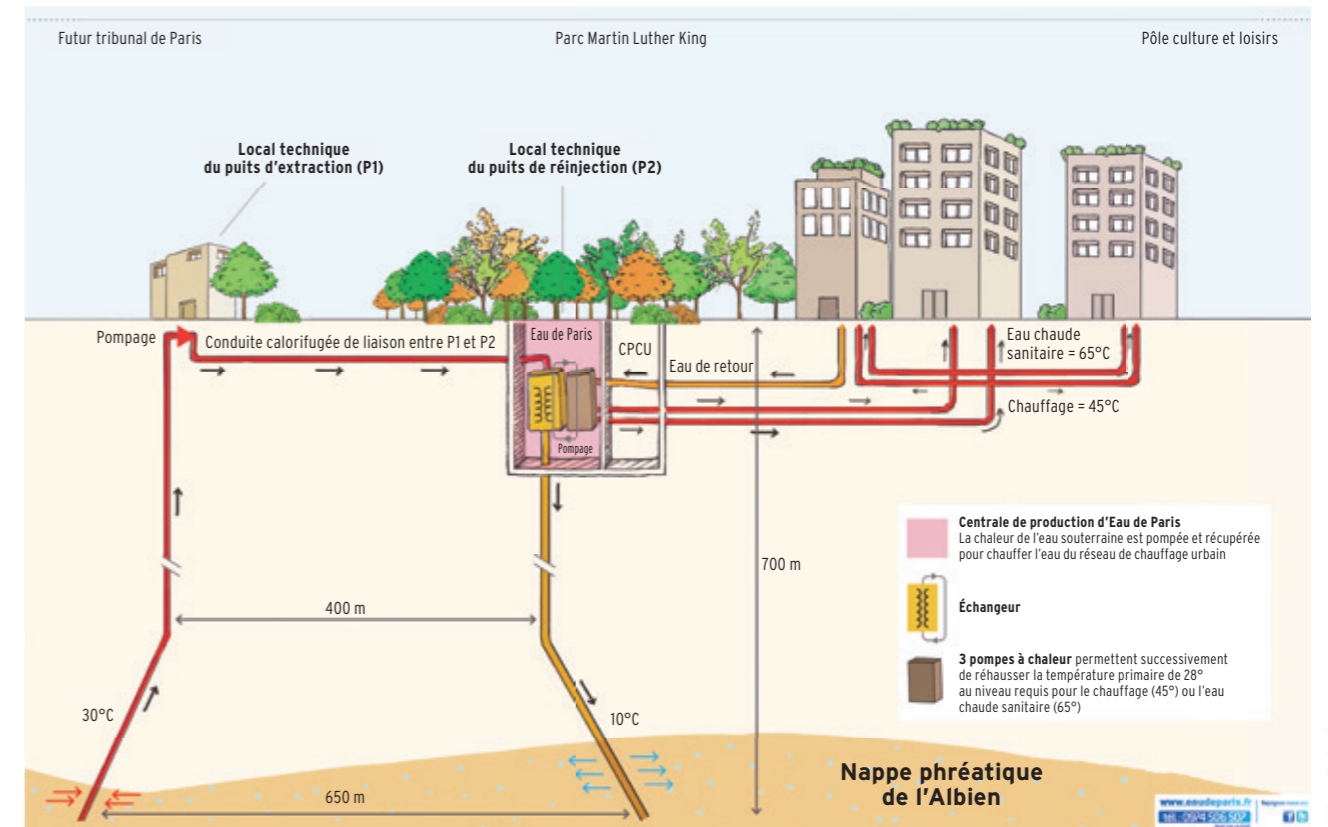 Futur tribunal de Paris
Parc Martin Luther King
Pôle culture et loisirs
Local technique
du puits d'extraction (P1)
Local technique
du puits de réinjection (P2)
Pompage
Conduite calorifugée de liaison entre P1 et P2
Eau de Paris
CPCU
Eau de retour
Eau chaude
sanitaire = 65°C
Chauffage = 45°C
Pompage
700 m
400 m
30°C
10°C
650 m
Centrale de production d'Eau de Paris
La chaleur de l'eau souterraine est pompée et récupérée
pour chauffer l'eau du réseau de chauffage urbain
Échangeur
3 pompes à chaleur permettent successivement
de réhausser la température primaire de 28°
au niveau requis pour le chauffage (45°) ou l'eau
chaude sanitaire (65°)
Nappe phréatique
de l'Albien
www.eaudeparis.fr
tél. : 0974 506 507